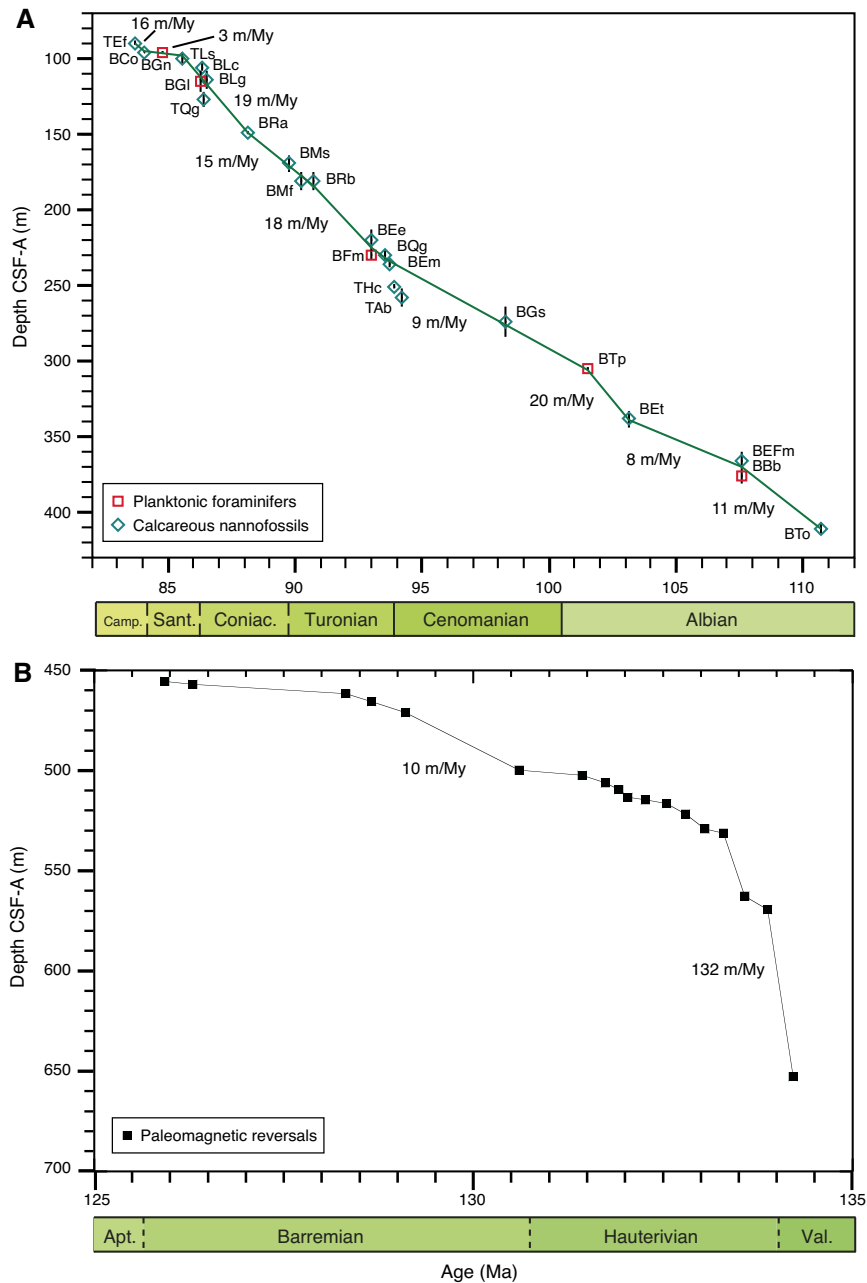 A
16 m/My
TEf
3 m/My
BCo
BGn
TLs
BLc
BGl
BLg
TQg
19 m/My
BRa
15 m/My
BMs
BMf
BRb
18 m/My
BEe
BFm
BQg
BEm
THc
TAb
9 m/My
BGs
BTp
20 m/My
BEt
8 m/My
BEFm
BBb
11 m/My
BTo
100
150
200
250
300
350
400
Depth CSF-A (m)
Planktonic foraminifers
Calcareous nannofossils
85 90 95 100 105 110
Camp. Sant. Coniac. Turonian Cenomanian Albian
B
450
500
550
600
650
700
Depth CSF-A (m)
10 m/My
132 m/My
Paleomagnetic reversals
125 130 135
Apt. Barremian Hauterivian Val.
Age (Ma)